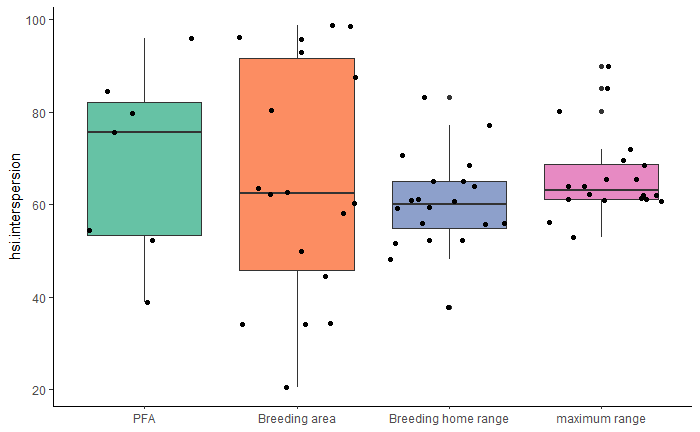 100
80
60
40
20
hsi.interspersion
PFA
Breeding area
Breeding home range
maximum range